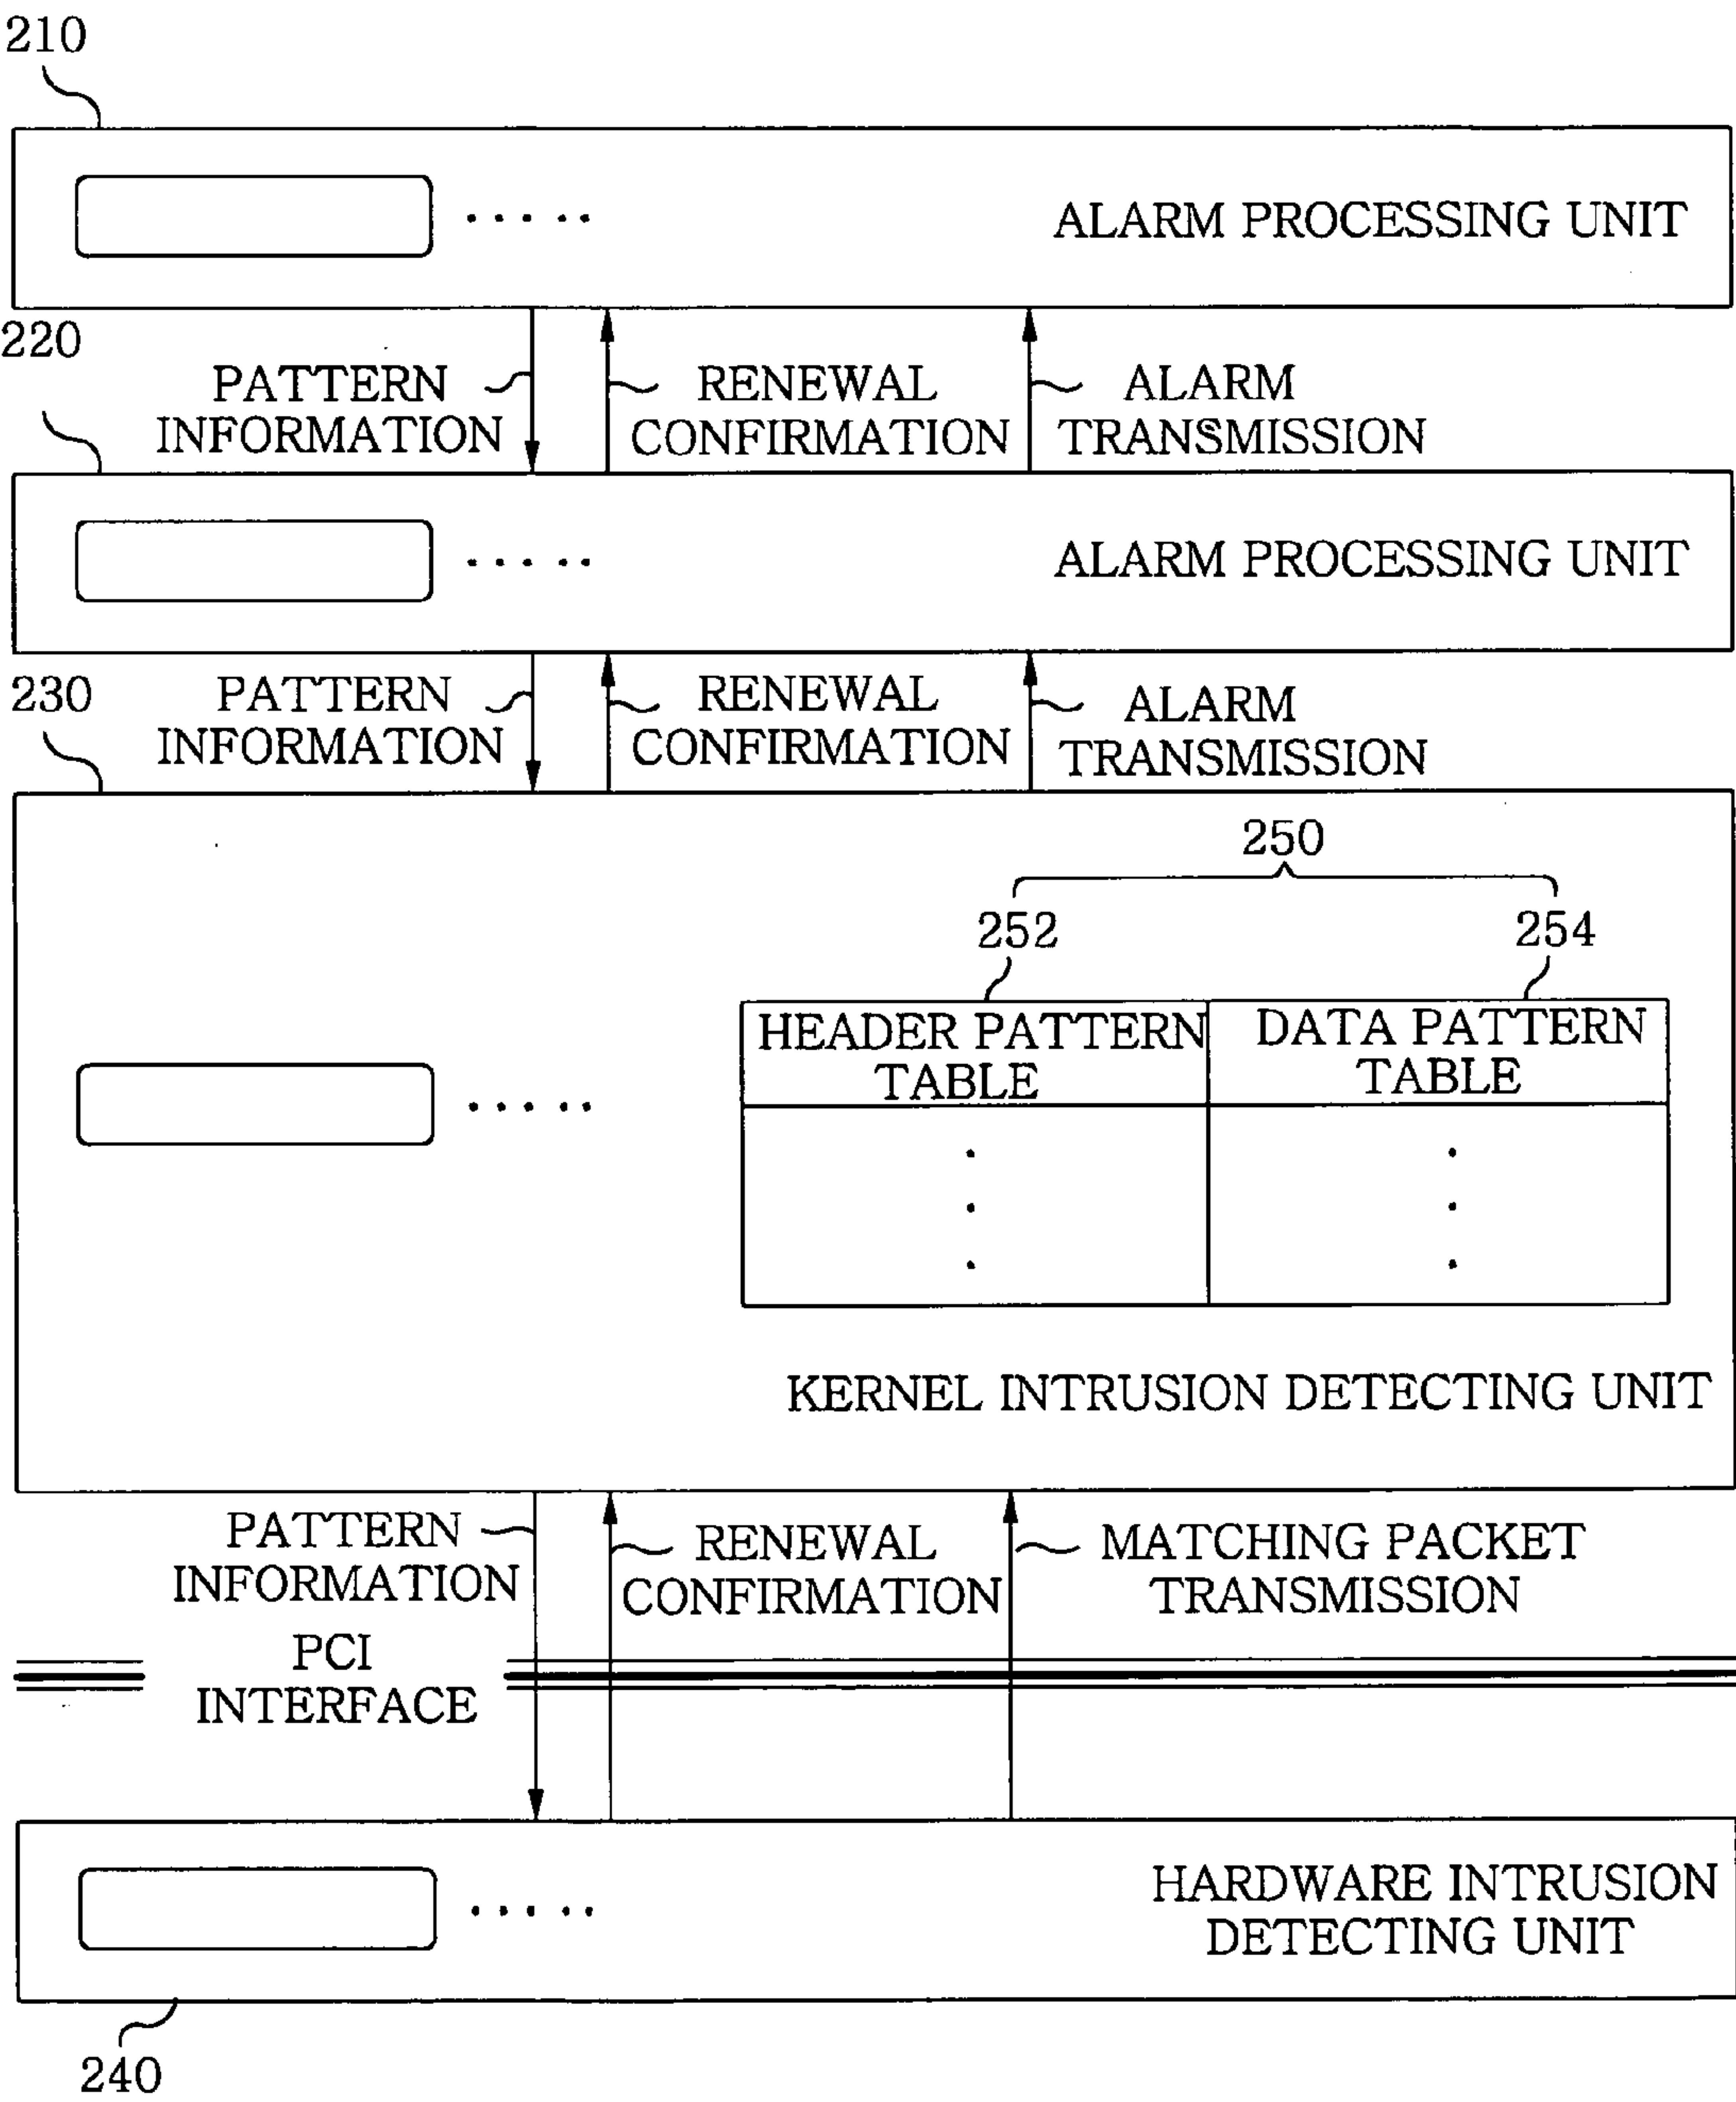 210
ALARM PROCESSING UNIT
220
PATTERN
INFORMATION
RENEWAL
CONFIRMATION
ALARM
TRANSMISSION
ALARM PROCESSING UNIT
230
PATTERN
INFORMATION
RENEWAL
CONFIRMATION
ALARM
TRANSMISSION
250
252
254
HEADER PATTERN
TABLE
DATA PATTERN
TABLE
KERNEL INTRUSION DETECTING UNIT
PATTERN
INFORMATION
RENEWAL
CONFIRMATION
MATCHING PACKET
TRANSMISSION
PCI
INTERFACE
HARDWARE INTRUSION
DETECTING UNIT
240